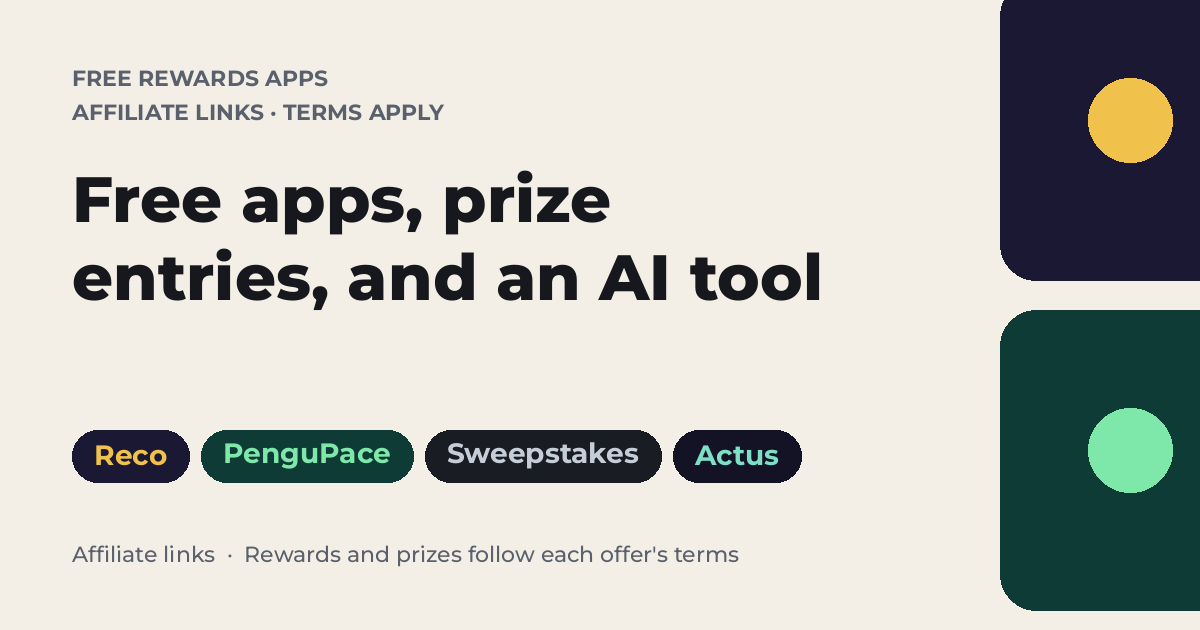 FREE REWARDS APPS
AFFILIATE LINKS · TERMS APPLY
Free apps, prize
entries, and an AI tool
Reco PenguPace Sweepstakes Actus
Affiliate links · Rewards and prizes follow each offer's terms